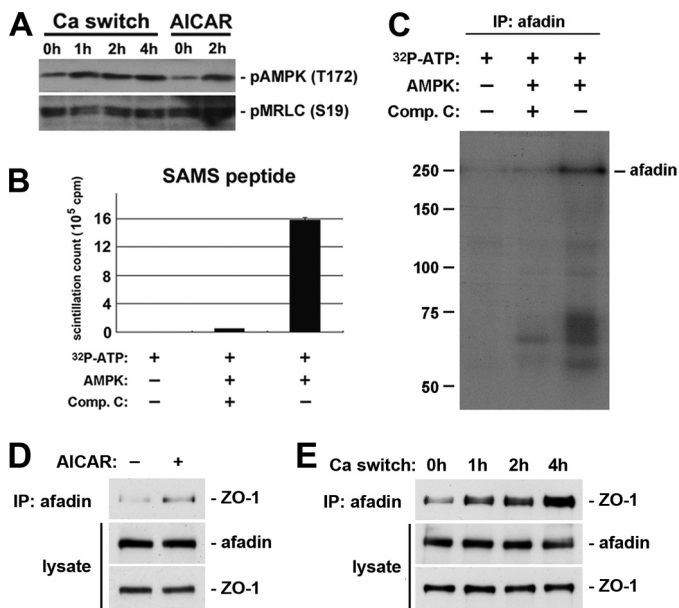 A
Ca switch AICAR
0h 1h 2h 4h 0h 2h
- pAMPK (T172)
- pMRLC (S19)
B
SAMS peptide
scintillation count (10⁵ cpm)
16
12
8
4
0
³²P-ATP: + + +
AMPK: – + +
Comp. C: – + –
C
IP: afadin
³²P-ATP: + + +
AMPK: – + +
Comp. C: – + –
250 – – afadin
150 –
100 –
75 –
50 –
D
AICAR: – +
IP: afadin - ZO-1
lysate
- afadin
- ZO-1
E
Ca switch: 0h 1h 2h 4h
IP: afadin - ZO-1
lysate
- afadin
- ZO-1